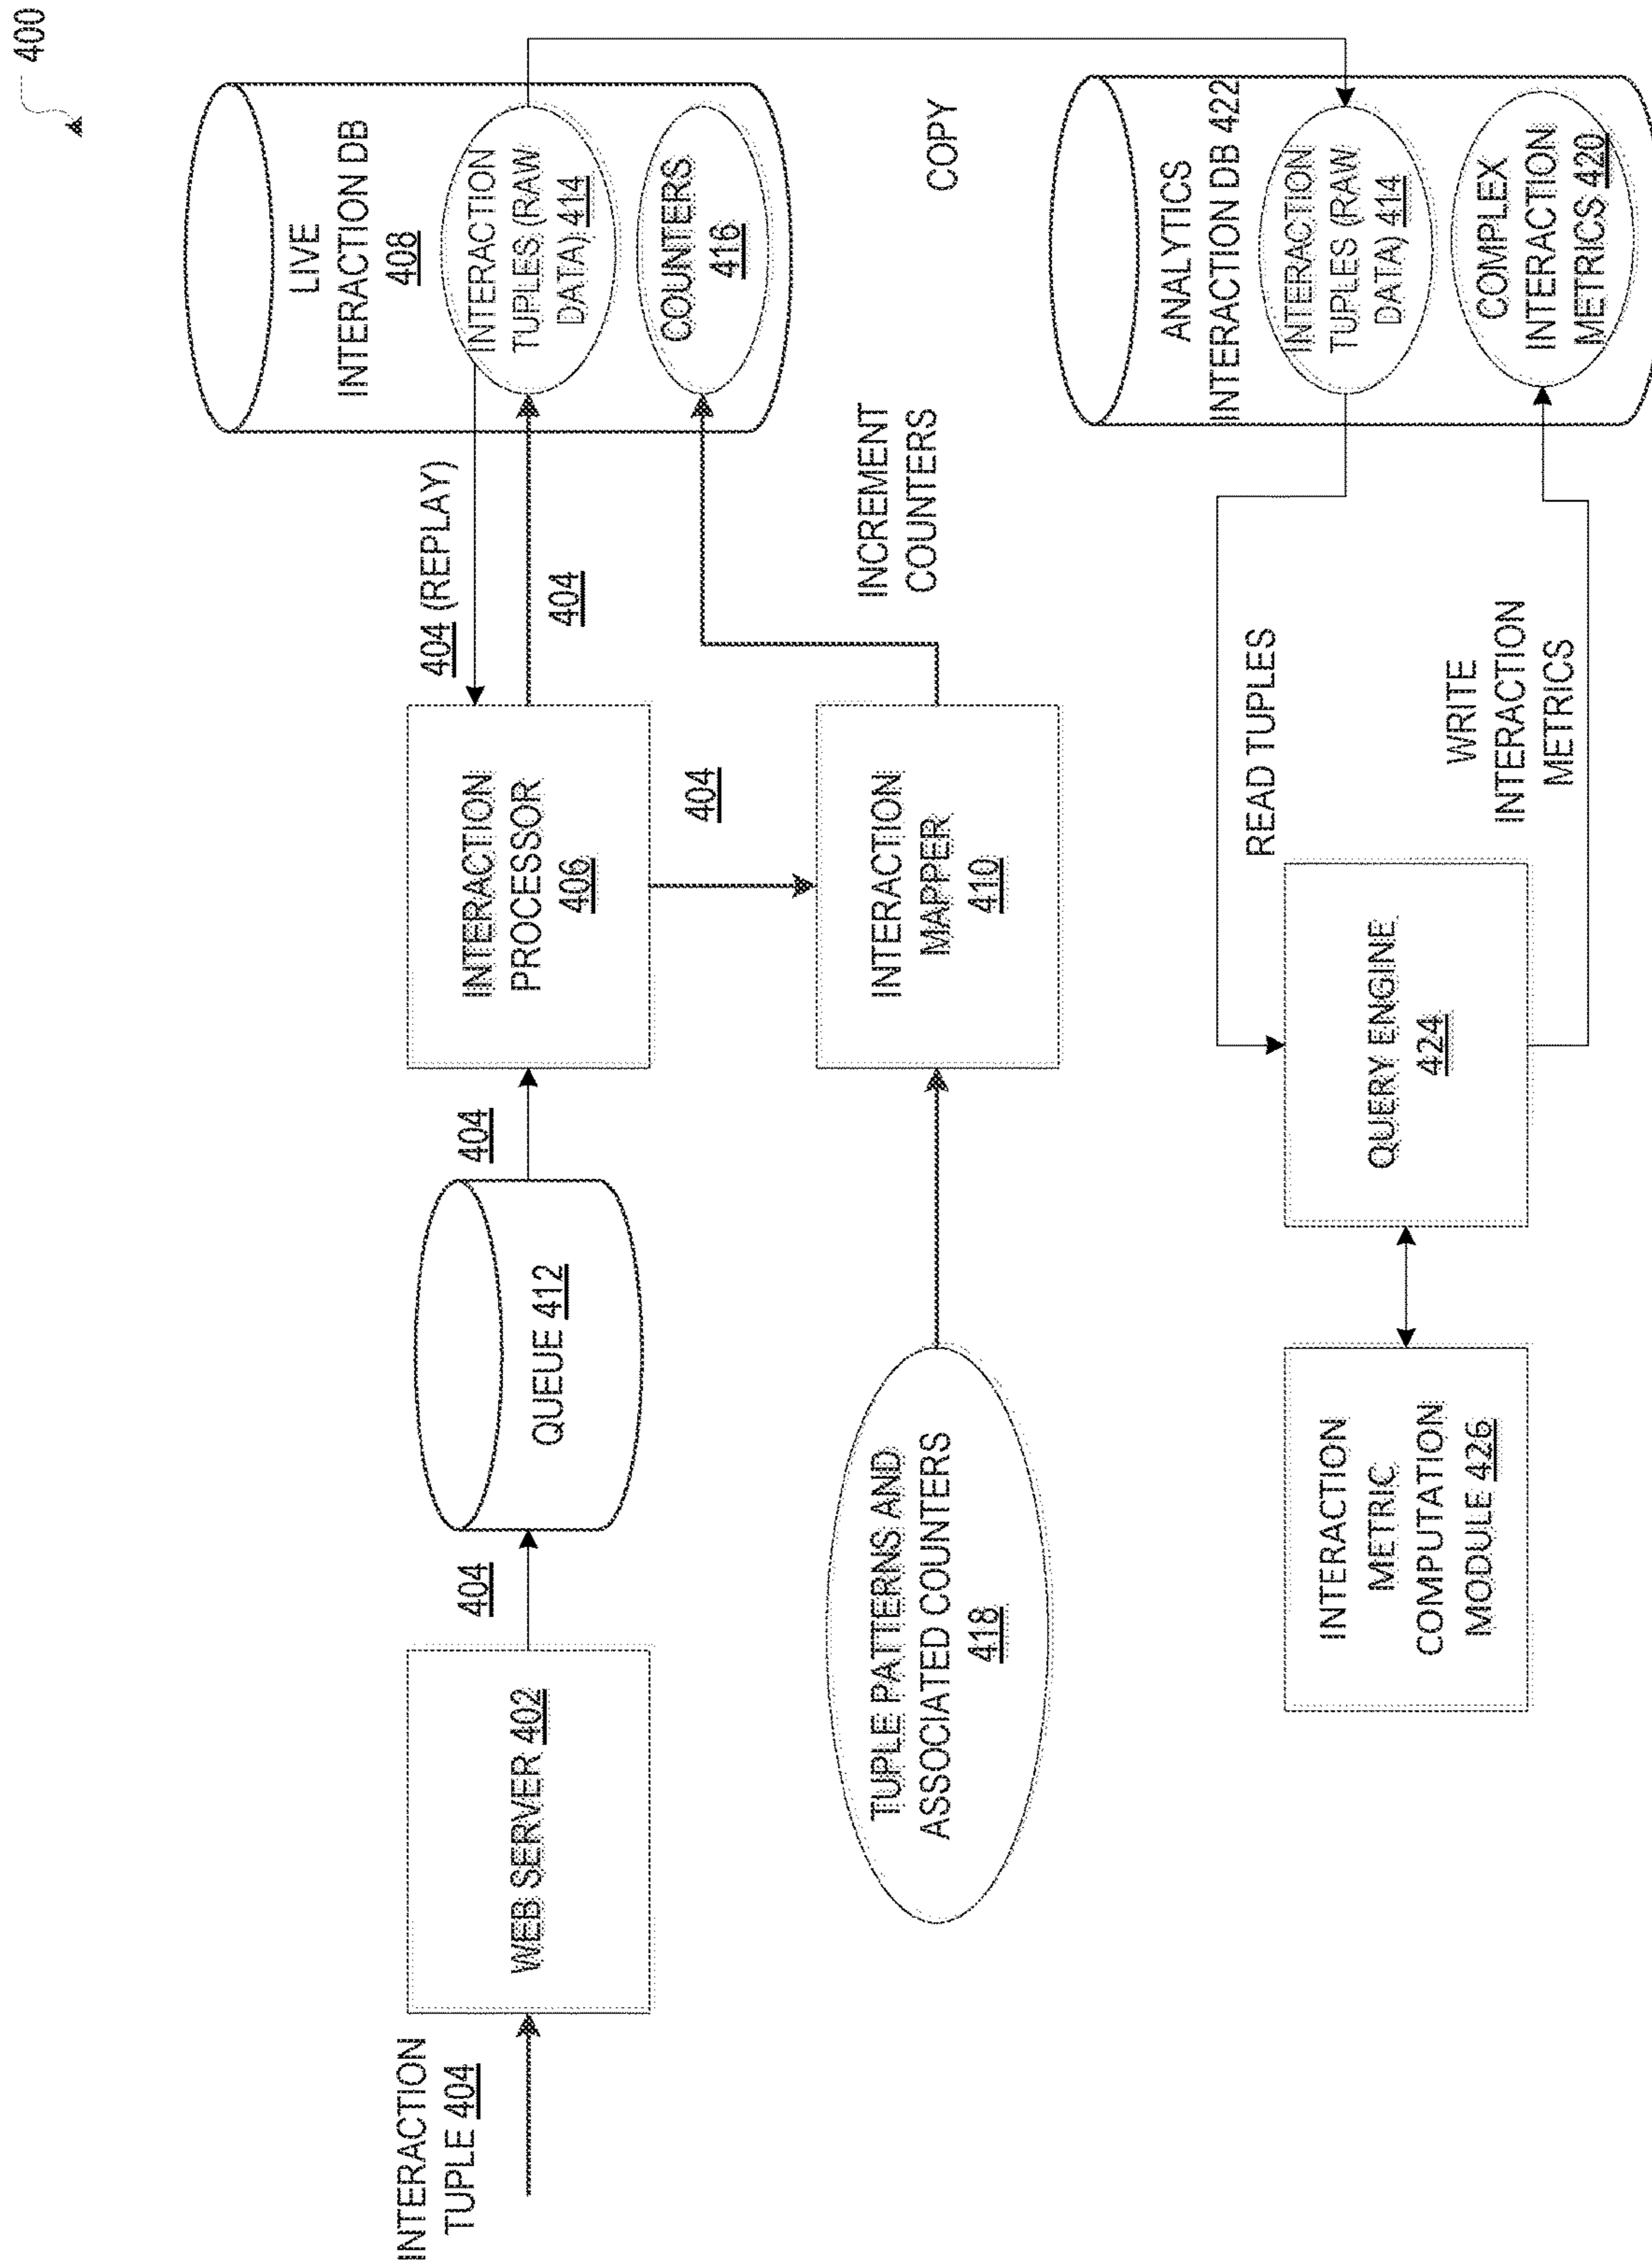 400
INTERACTION
TUPLE 404
WEB SERVER 402
404
QUEUE 412
404
INTERACTION
PROCESSOR
406
404 (REPLAY)
404
404
LIVE
INTERACTION DB
408
INTERACTION
TUPLES (RAW
DATA) 414
COUNTERS
416
TUPLE PATTERNS AND
ASSOCIATED COUNTERS
418
INTERACTION
MAPPER
410
INCREMENT
COUNTERS
COPY
INTERACTION
METRIC
COMPUTATION
MODULE 426
QUERY ENGINE
424
READ TUPLES
WRITE
INTERACTION
METRICS
ANALYTICS
INTERACTION DB 422
INTERACTION
TUPLES (RAW
DATA) 414
COMPLEX
INTERACTION
METRICS 420